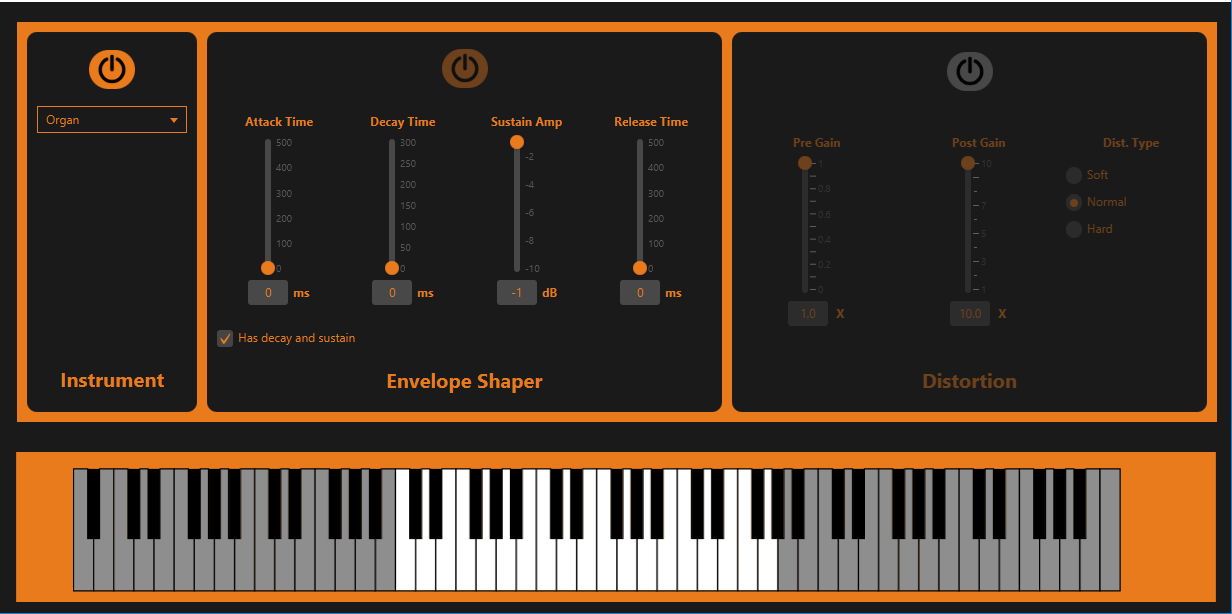 Organ
Instrument
Attack Time
500
400
300
200
100
0
0 ms
Decay Time
300
250
200
150
100
50
0
0 ms
Sustain Amp
-2
-4
-6
-8
-10
-1 dB
Release Time
500
400
300
200
100
0
0 ms
Has decay and sustain
Envelope Shaper
Pre Gain
1
0.8
0.6
0.4
0.2
0
1.0 X
Post Gain
10
7
5
3
1
10.0 X
Dist. Type
Soft
Normal
Hard
Distortion